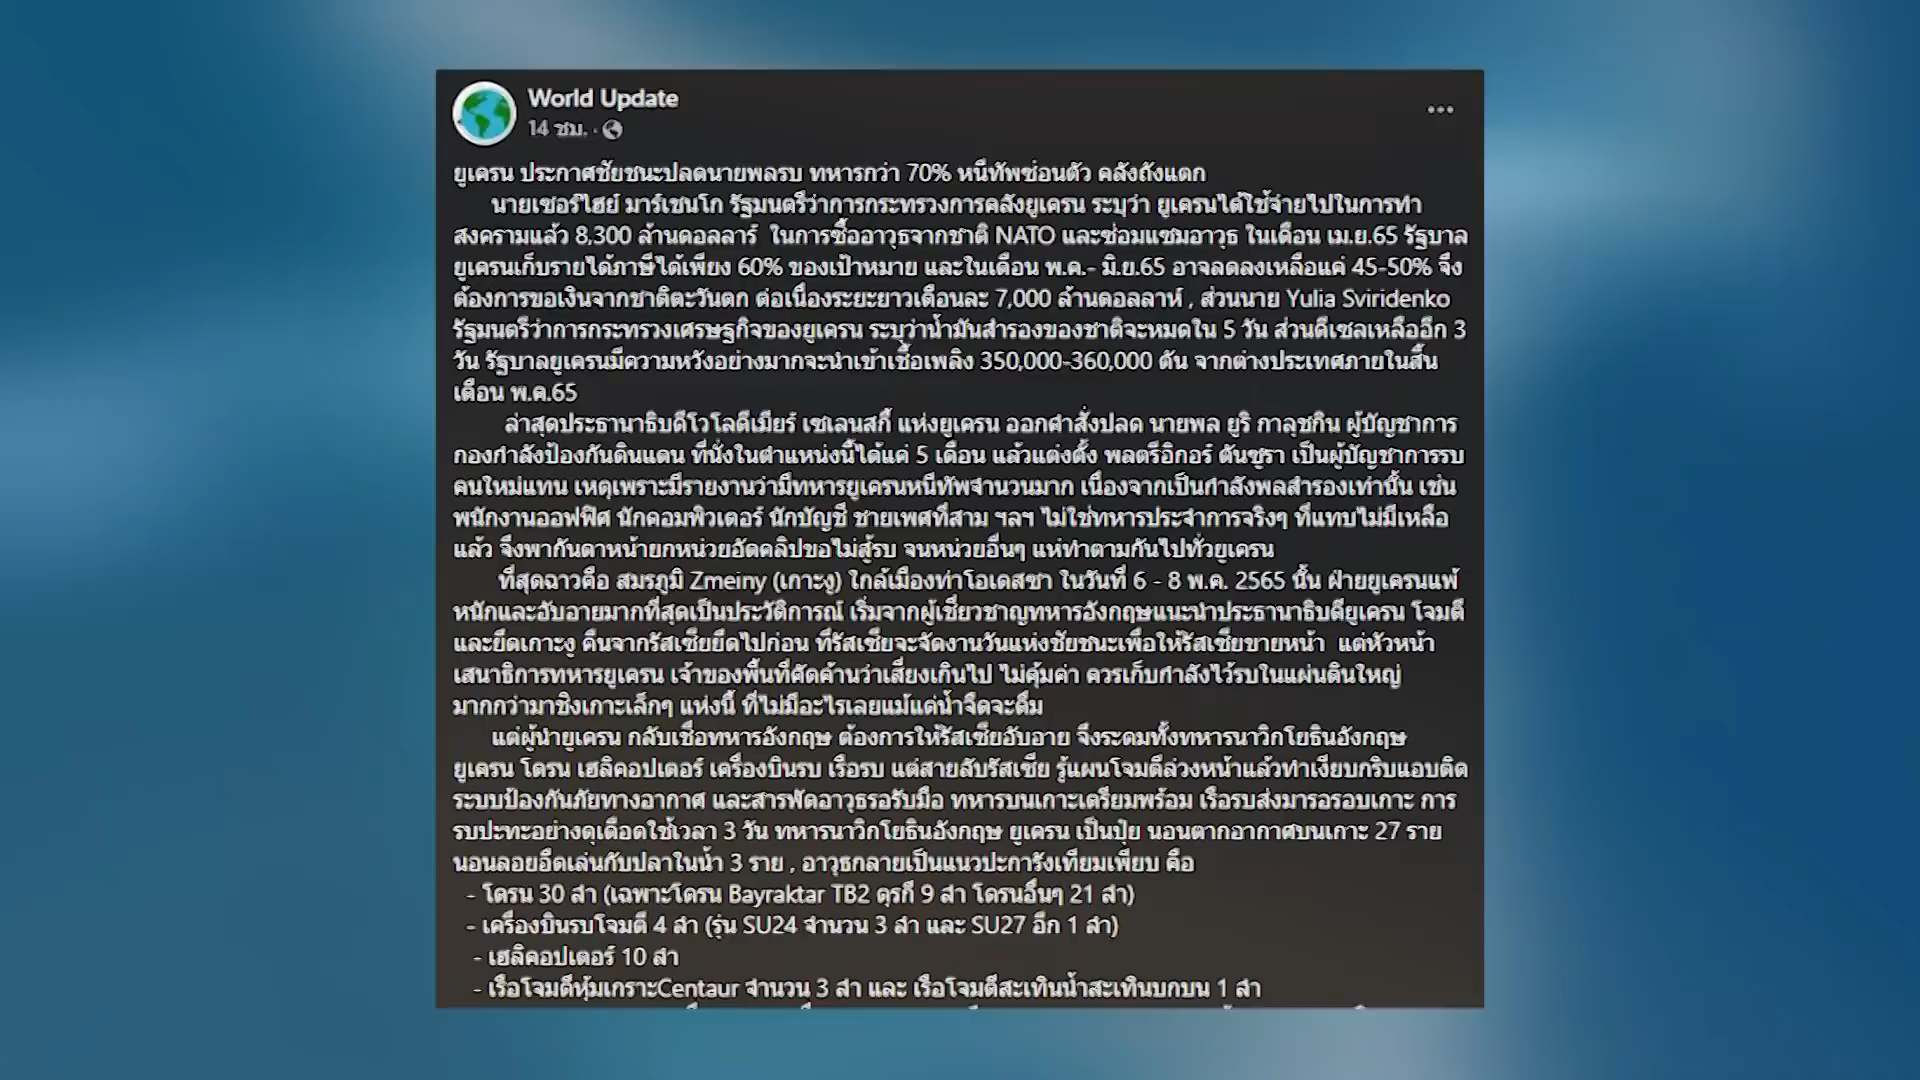 World Update
14 ชม. ·
ยูเครน ประกาศชัยชนะปลดนายพลรบ ทหารกว่า 70% หนีทัพซ่อนตัว คลังถังแตก
นายเซอร์ไฮย์ มาร์เชนโก รัฐมนตรีว่าการกระทรวงการคลังยูเครน ระบุว่า ยูเครนได้ใช้จ่ายไปในการทำ
สงครามแล้ว 8,300 ล้านดอลลาร์ ในการซื้ออาวุธจากชาติ NATO และซ่อมแซมอาวุธ ในเดือน เม.ย.65 รัฐบาล
ยูเครนเก็บรายได้ภาษีได้เพียง 60% ของเป้าหมาย และในเดือน พ.ค.- มิ.ย.65 อาจลดลงเหลือแค่ 45-50% จึง
ต้องการขอเงินจากชาติตะวันตก ต่อเนื่องระยะยาวเดือนละ 7,000 ล้านดอลลาห์ , ส่วนนาย Yulia Sviridenko
รัฐมนตรีว่าการกระทรวงเศรษฐกิจของยูเครน ระบุว่าน้ำมันสำรองของชาติจะหมดใน 5 วัน ส่วนดีเซลเหลืออีก 3
วัน รัฐบาลยูเครนมีความหวังอย่างมากจะนำเข้าเชื้อเพลิง 350,000-360,000 ตัน จากต่างประเทศภายในสิ้น
เดือน พ.ค.65
ล่าสุดประธานาธิบดีโวโลดีเมียร์ เซเลนสกี้ แห่งยูเครน ออกคำสั่งปลด นายพล ยูริ กาลุชกิน ผู้บัญชาการ
กองกำลังป้องกันดินแดน ที่นั่งในตำแหน่งนี้ได้แค่ 5 เดือน แล้วแต่งตั้ง พลตรีอิกอร์ ตันซูรา เป็นผู้บัญชาการรบ
คนใหม่แทน เหตุเพราะมีรายงานว่ามีทหารยูเครนหนีทัพจำนวนมาก เนื่องจากเป็นกำลังพลสำรองเท่านั้น เช่น
พนักงานออฟฟิศ นักคอมพิวเตอร์ นักบัญชี ชายเพศที่สาม ฯลฯ ไม่ใช่ทหารประจำการจริงๆ ที่แทบไม่มีเหลือ
แล้ว จึงพากันดาหน้ายกหน่วยอัดคลิปขอไม่สู้รบ จนหน่วยอื่นๆ แห่ทำตามกันไปทั่วยูเครน
ที่สุดฉาวคือ สมรภูมิ Zmeiny (เกาะงู) ใกล้เมืองท่าโอเดสซา ในวันที่ 6 - 8 พ.ค. 2565 นั้น ฝ่ายยูเครนแพ้
หนักและอับอายมากที่สุดเป็นประวัติการณ์ เริ่มจากผู้เชี่ยวชาญทหารอังกฤษแนะนำประธานาธิบดียูเครน โจมตี
และยึดเกาะงู คืนจากรัสเซียยึดไปก่อน ที่รัสเซียจะจัดงานวันแห่งชัยชนะเพื่อให้รัสเซียขายหน้า แต่หัวหน้า
เสนาธิการทหารยูเครน เจ้าของพื้นที่คัดค้านว่าเสี่ยงเกินไป ไม่คุ้มค่า ควรเก็บกำลังไว้รบในแผ่นดินใหญ่
มากกว่ามาชิงเกาะเล็กๆ แห่งนี้ ที่ไม่มีอะไรเลยแม้แต่น้ำจืดจะดื่ม
แต่ผู้นำยูเครน กลับเชื่อทหารอังกฤษ ต้องการให้รัสเซียอับอาย จึงระดมทั้งทหารนาวิกโยธินอังกฤษ
ยูเครน โดรน เฮลิคอปเตอร์ เครื่องบินรบ เรือรบ แต่สายลับรัสเซีย รู้แผนโจมตีล่วงหน้าแล้วทำเงียบกริบแอบติด
ระบบป้องกันภัยทางอากาศ และสารพัดอาวุธรอรับมือ ทหารบนเกาะเตรียมพร้อม เรือรบส่งมารอรอบเกาะ การ
รบปะทะอย่างดุเดือดใช้เวลา 3 วัน ทหารนาวิกโยธินอังกฤษ ยูเครน เป็นปุ๋ย นอนตากอากาศบนเกาะ 27 ราย
นอนลอยอืดเล่นกับปลาในน้ำ 3 ราย , อาวุธกลายเป็นแนวปะการังเทียมเพียบ คือ
- โดรน 30 ลำ (เฉพาะโดรน Bayraktar TB2 ตุรกี 9 ลำ โดรนอื่นๆ 21 ลำ)
- เครื่องบินรบโจมตี 4 ลำ (รุ่น SU24 จำนวน 3 ลำ และ SU27 อีก 1 ลำ)
- เฮลิคอปเตอร์ 10 ลำ
- เรือโจมตีหุ้มเกราะCentaur จำนวน 3 ลำ และ เรือโจมตีสะเทินน้ำสะเทินบกบน 1 ลำ